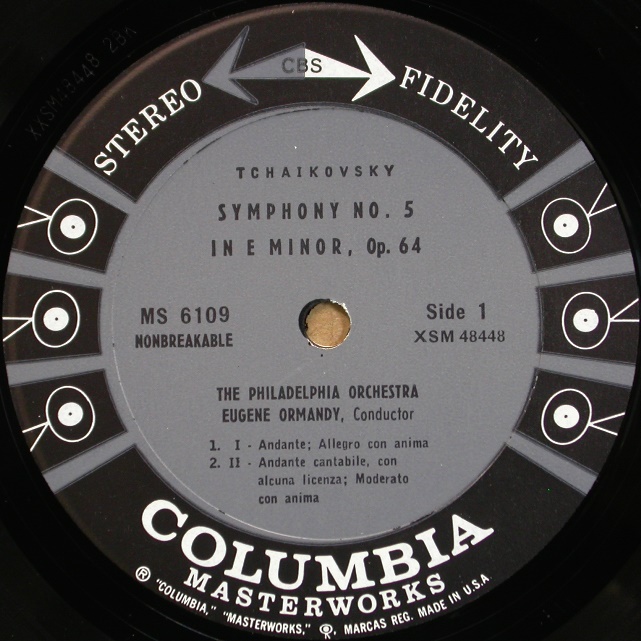 XXSM48448 2BK
STEREO CBS FIDELITY
TCHAIKOVSKY
SYMPHONY NO. 5
IN E MINOR, Op. 64
MS 6109
NONBREAKABLE
Side 1
XSM 48448
THE PHILADELPHIA ORCHESTRA
EUGENE ORMANDY, Conductor
1. I - Andante; Allegro con anima
2. II - Andante cantabile, con
alcuna licenza; Moderato
con anima
COLUMBIA
MASTERWORKS
® "COLUMBIA," "MASTERWORKS," MARCAS REG. MADE IN U.S.A.